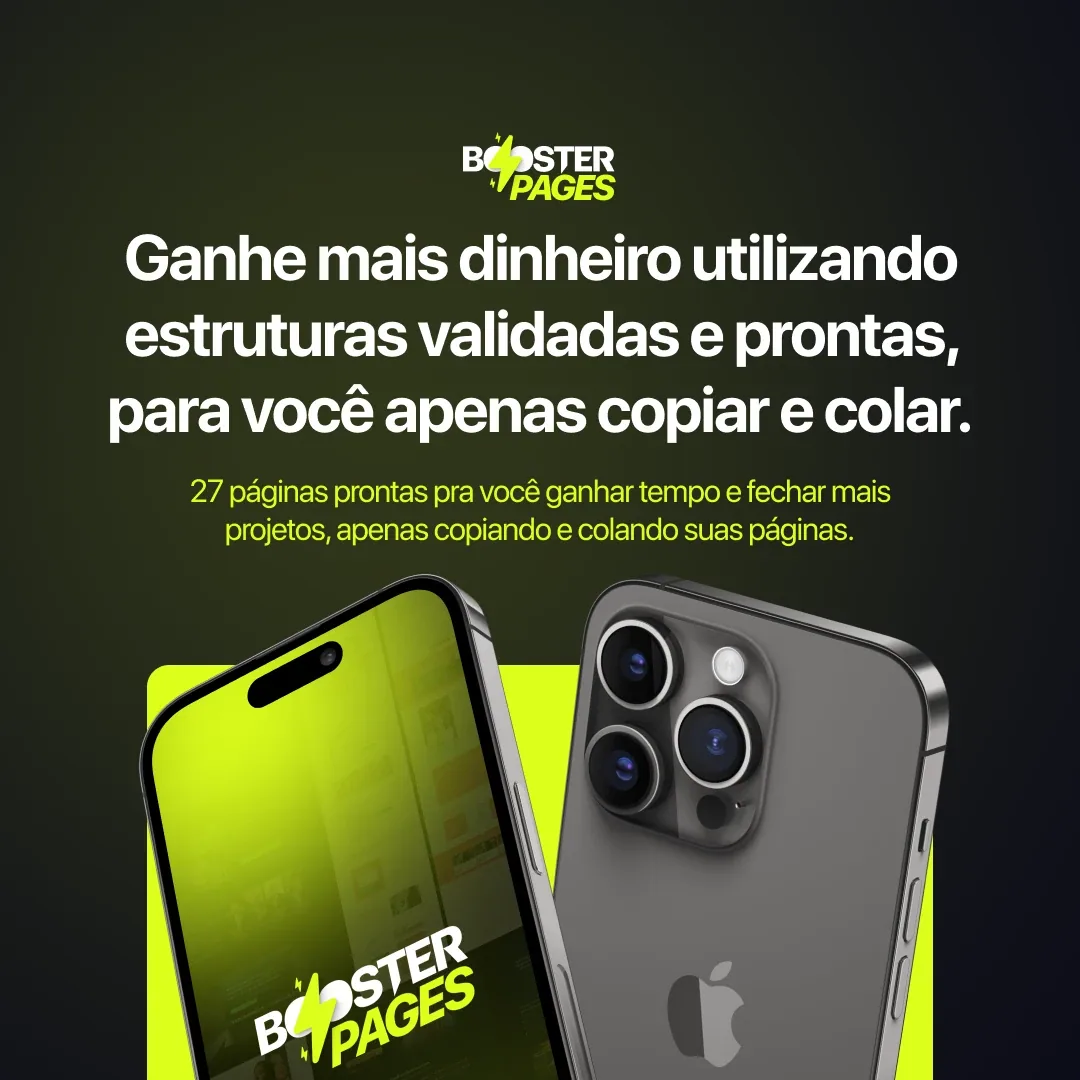 BOOSTER
PAGES
Ganhe mais dinheiro utilizando
estruturas validadas e prontas,
para você apenas copiar e colar.
27 páginas prontas pra você ganhar tempo e fechar mais
projetos, apenas copiando e colando suas páginas.
BOOSTER
PAGES